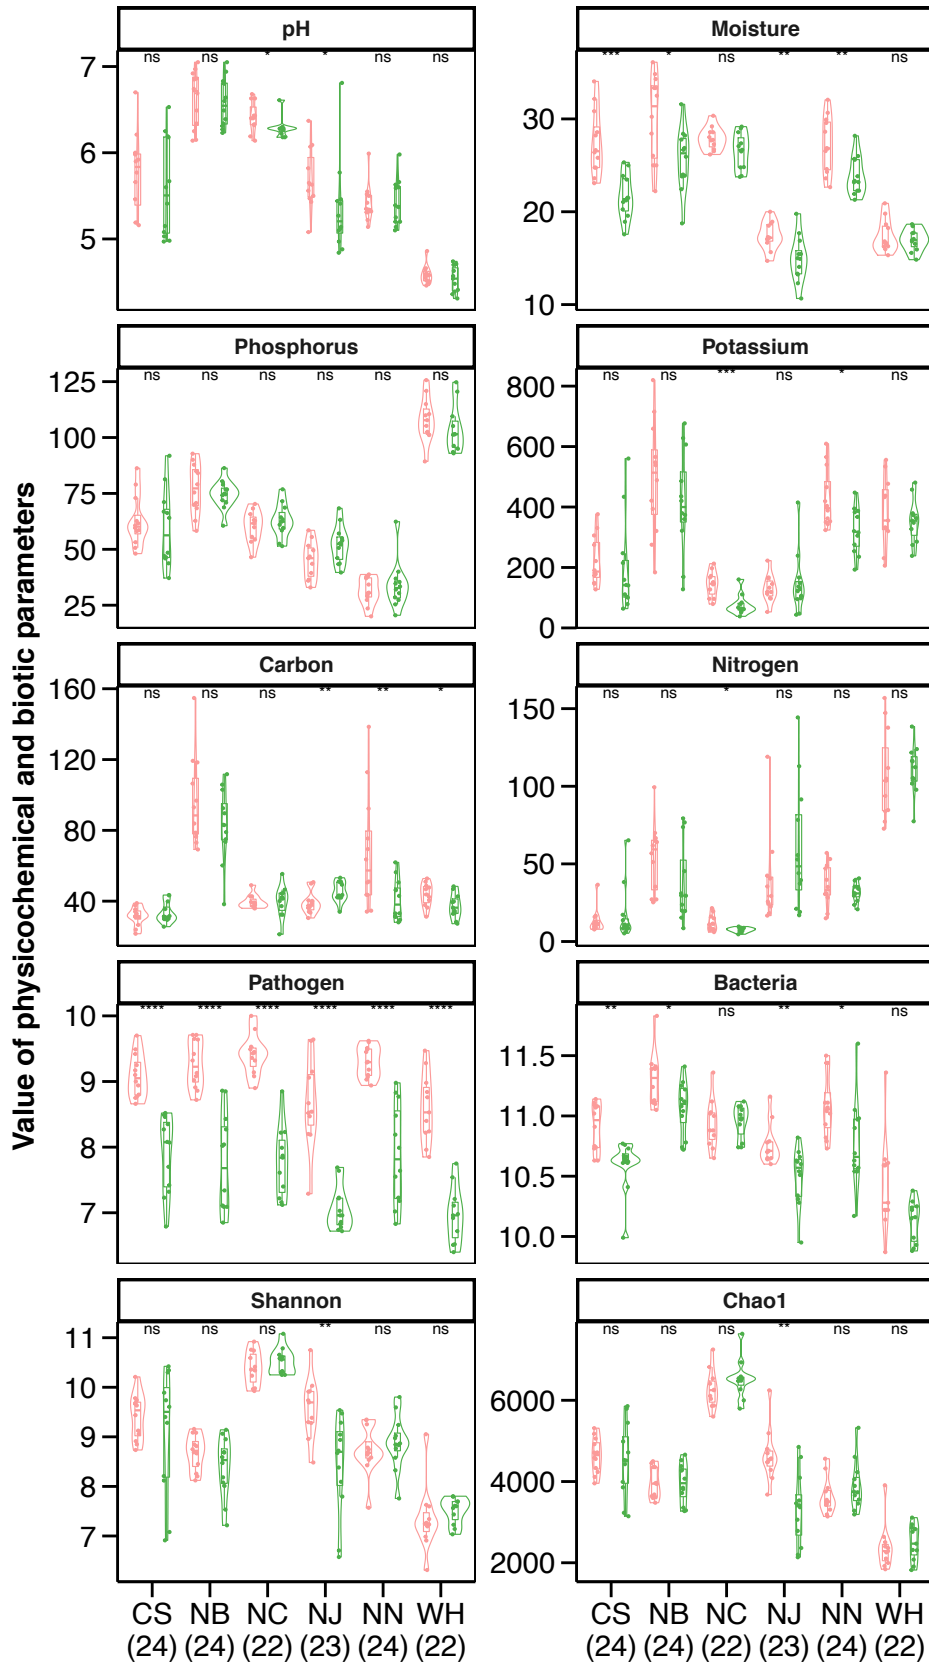 Value of physicochemical and biotic parameters
pH
ns ns * * ns ns
7
6
5
Moisture
*** * ns ** ** ns
30
20
10
Phosphorus
ns ns ns ns ns ns
125
100
75
50
25
Potassium
ns ns *** ns * ns
800
600
400
200
0
Carbon
ns ns ns ** ** *
160
120
80
40
Nitrogen
ns ns * ns ns ns
150
100
50
0
Pathogen
**** **** **** **** **** ****
10
9
8
7
Bacteria
** * ns ** * ns
11.5
11.0
10.5
10.0
Shannon
ns ns ns ** ns ns
11
10
9
8
7
Chao1
ns ns ns ** ns ns
6000
4000
2000
CS NB NC NJ NN WH
(24) (24) (22) (23) (24) (22)
CS NB NC NJ NN WH
(24) (24) (22) (23) (24) (22)